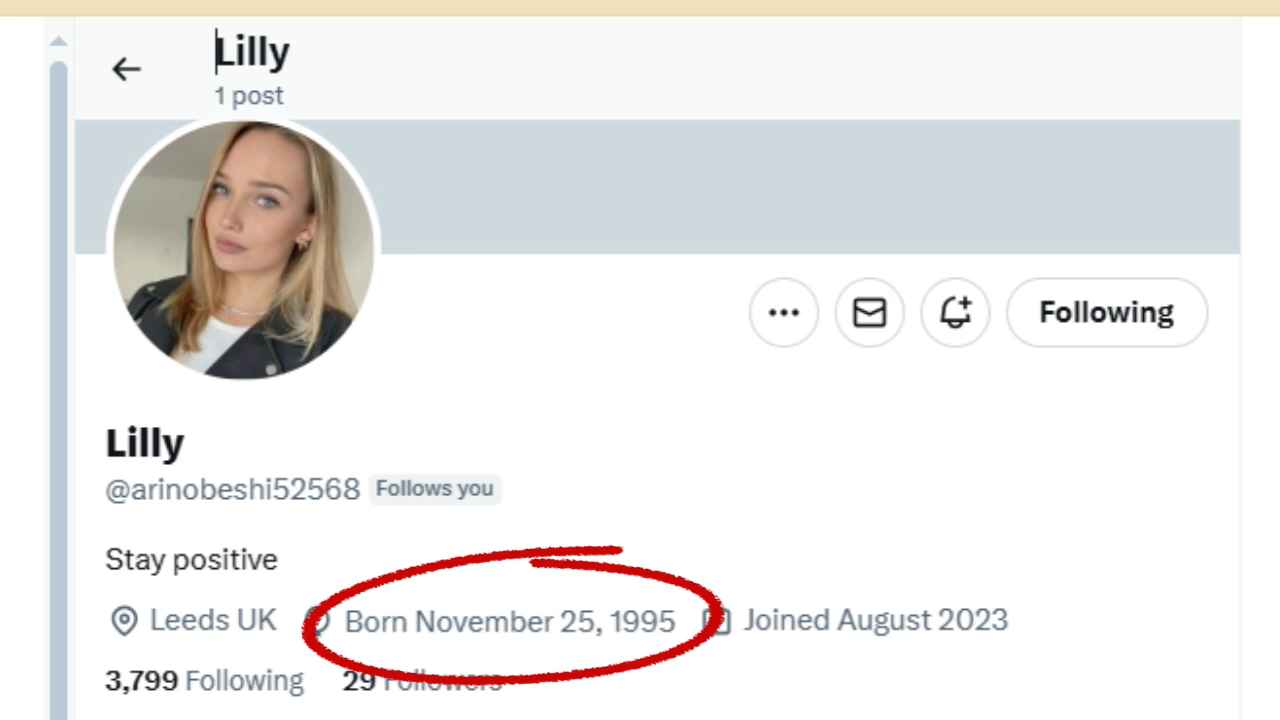 Lilly
1 post
Following
Lilly
@arinobeshi52568 Follows you
Stay positive
Leeds UK Born November 25, 1995 Joined August 2023
3,799 Following 29 Followers